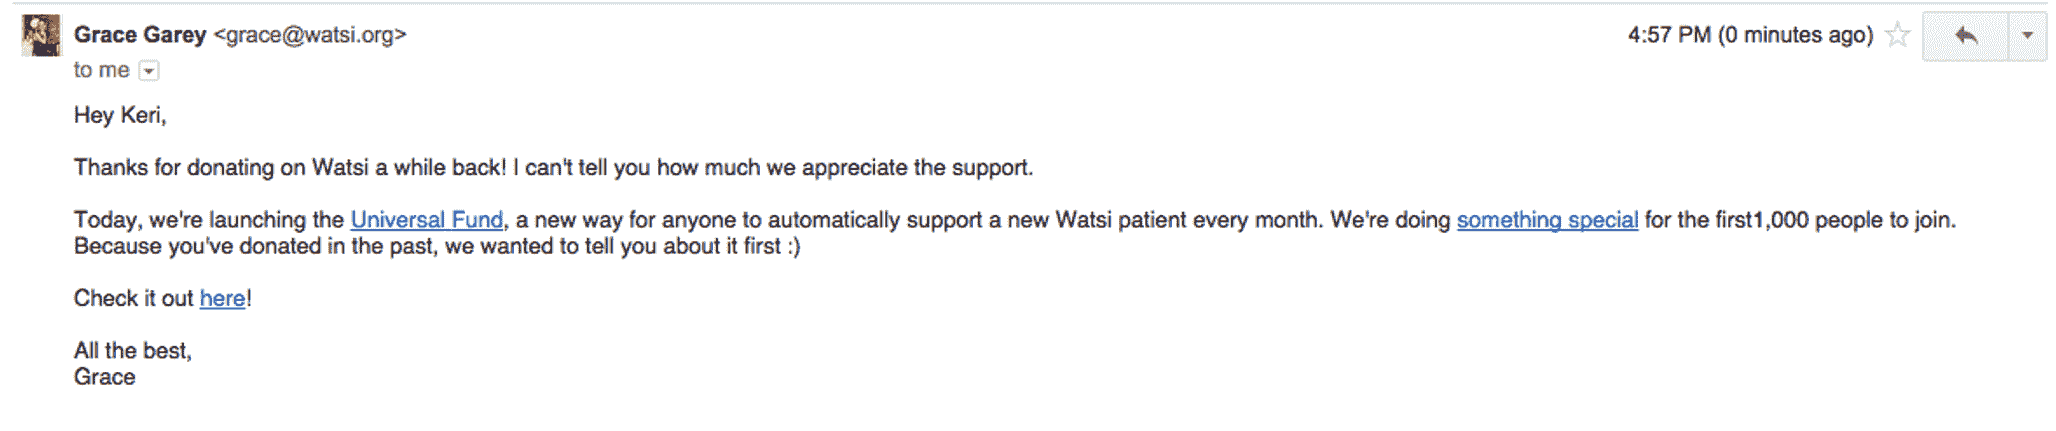 Grace Garey <grace@watsi.org> 4:57 PM (0 minutes ago)
to me
Hey Keri,
Thanks for donating on Watsi a while back! I can't tell you how much we appreciate the support.
Today, we're launching the Universal Fund, a new way for anyone to automatically support a new Watsi patient every month. We're doing something special for the first1,000 people to join.
Because you've donated in the past, we wanted to tell you about it first :)
Check it out here!
All the best,
Grace